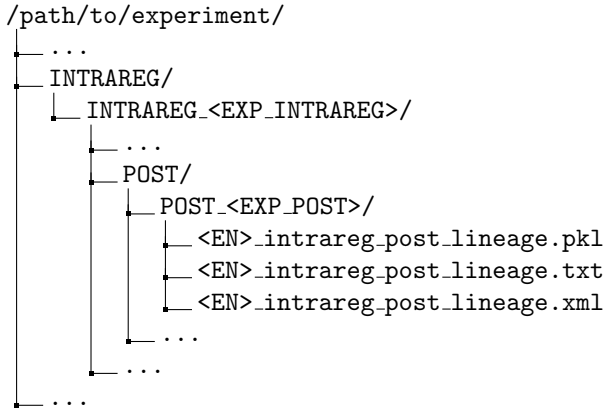 /path/to/experiment/
...
INTRAREG/
INTRAREG_<EXP_INTRAREG>/
...
POST/
POST_<EXP_POST>/
<EN>_intrareg_post_lineage.pkl
<EN>_intrareg_post_lineage.txt
<EN>_intrareg_post_lineage.xml
...
...
...